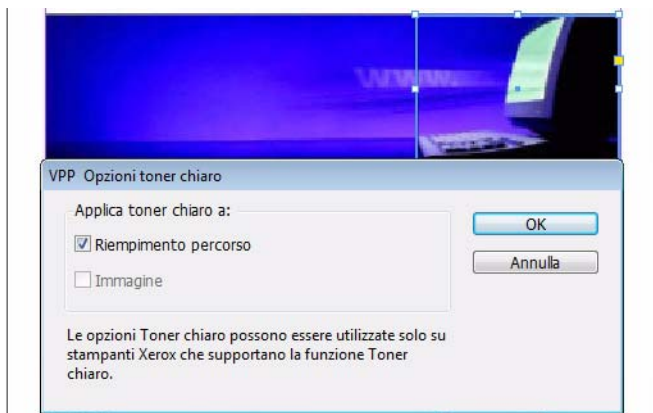 www.
VPP Opzioni toner chiaro
Applica toner chiaro a:
Riempimento percorso
Immagine
OK
Annulla
Le opzioni Toner chiaro possono essere utilizzate solo su
stampanti Xerox che supportano la funzione Toner
chiaro.